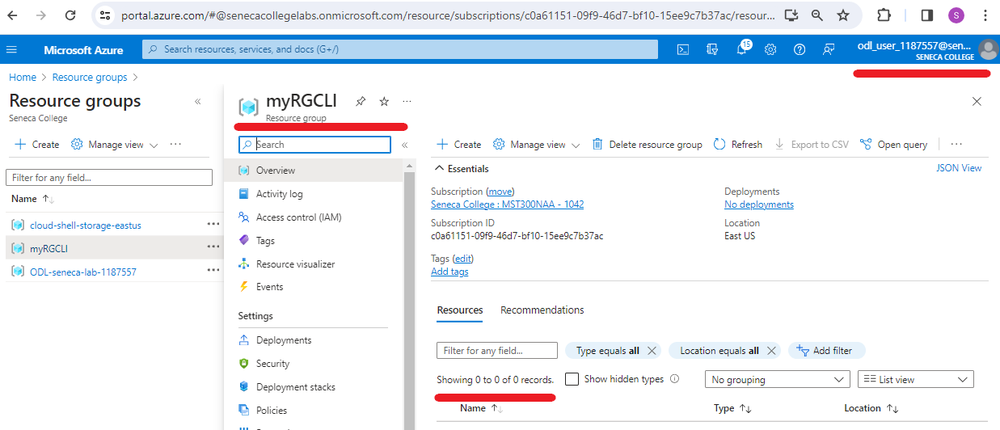 portal.azure.com/#@senecacollegelabs.onmicrosoft.com/resource/subscriptions/c0a61151-09f9-46d7-bf10-15ee9c7b37ac/resour...
S
Microsoft Azure
Search resources, services, and docs (G+/)
15
odl_user_1187557@sen...
SENECA COLLEGE
Home > Resource groups >
Resource groups
Seneca College
«
+ Create
Manage view
...
Filter for any field...
Name ↑↓
cloud-shell-storage-eastus ...
myRGCLI ...
ODL-seneca-lab-1187557 ...
myRGCLI
...
Resource group
Search
«
Overview
Activity log
Access control (IAM)
Tags
Resource visualizer
Events
Settings
Deployments
Security
Deployment stacks
Policies
+ Create
Manage view
Delete resource group
Refresh
Export to CSV
Open query
...
Essentials
JSON View
Subscription (move)
Seneca College : MST300NAA - 1042
Subscription ID
c0a61151-09f9-46d7-bf10-15ee9c7b37ac
Tags (edit)
Add tags
Deployments
No deployments
Location
East US
Resources Recommendations
Filter for any field...
Type equals all
Location equals all
Add filter
Showing 0 to 0 of 0 records.
Show hidden types
No grouping
List view
Name ↑↓
Type ↑↓
Location ↑↓